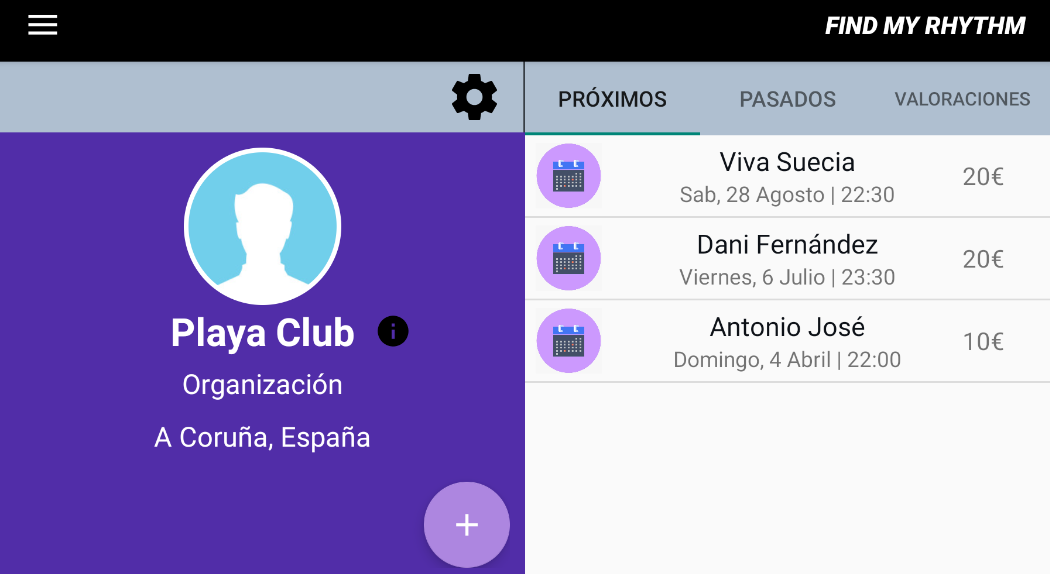 FIND MY RHYTHM
Playa Club
Organización
A Coruña, España
PRÓXIMOS
PASADOS
VALORACIONES
Viva Suecia
Sab, 28 Agosto | 22:30
20€
Dani Fernández
Viernes, 6 Julio | 23:30
20€
Antonio José
Domingo, 4 Abril | 22:00
10€